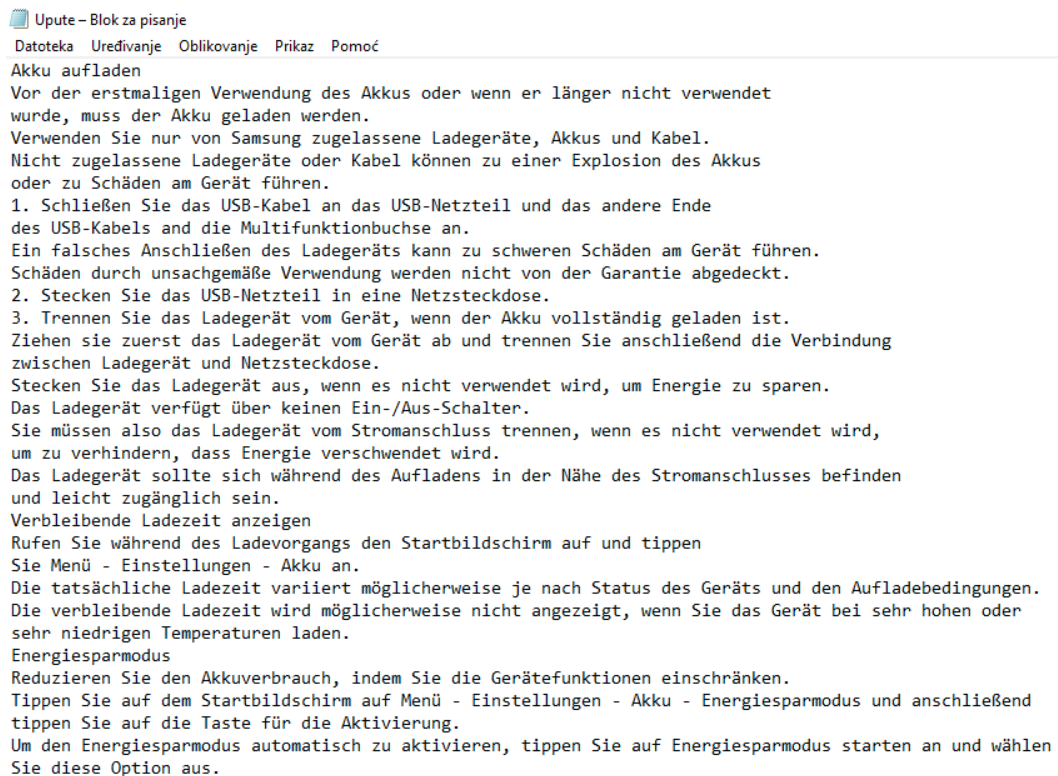 Upute – Blok za pisanje
Datoteka Uređivanje Oblikovanje Prikaz Pomoć
Akku aufladen
Vor der erstmaligen Verwendung des Akkus oder wenn er länger nicht verwendet
wurde, muss der Akku geladen werden.
Verwenden Sie nur von Samsung zugelassene Ladegeräte, Akkus und Kabel.
Nicht zugelassene Ladegeräte oder Kabel können zu einer Explosion des Akkus
oder zu Schäden am Gerät führen.
1. Schließen Sie das USB-Kabel an das USB-Netzteil und das andere Ende
des USB-Kabels and die Multifunktionbuchse an.
Ein falsches Anschließen des Ladegeräts kann zu schweren Schäden am Gerät führen.
Schäden durch unsachgemäße Verwendung werden nicht von der Garantie abgedeckt.
2. Stecken Sie das USB-Netzteil in eine Netzsteckdose.
3. Trennen Sie das Ladegerät vom Gerät, wenn der Akku vollständig geladen ist.
Ziehen sie zuerst das Ladegerät vom Gerät ab und trennen Sie anschließend die Verbindung
zwischen Ladegerät und Netzsteckdose.
Stecken Sie das Ladegerät aus, wenn es nicht verwendet wird, um Energie zu sparen.
Das Ladegerät verfügt über keinen Ein-/Aus-Schalter.
Sie müssen also das Ladegerät vom Stromanschluss trennen, wenn es nicht verwendet wird,
um zu verhindern, dass Energie verschwendet wird.
Das Ladegerät sollte sich während des Aufladens in der Nähe des Stromanschlusses befinden
und leicht zugänglich sein.
Verbleibende Ladezeit anzeigen
Rufen Sie während des Ladevorgangs den Startbildschirm auf und tippen
Sie Menü - Einstellungen - Akku an.
Die tatsächliche Ladezeit variiert möglicherweise je nach Status des Geräts und den Aufladebedingungen.
Die verbleibende Ladezeit wird möglicherweise nicht angezeigt, wenn Sie das Gerät bei sehr hohen oder
sehr niedrigen Temperaturen laden.
Energiesparmodus
Reduzieren Sie den Akkuverbrauch, indem Sie die Gerätefunktionen einschränken.
Tippen Sie auf dem Startbildschirm auf Menü - Einstellungen - Akku - Energiesparmodus und anschließend
tippen Sie auf die Taste für die Aktivierung.
Um den Energiesparmodus automatisch zu aktivieren, tippen Sie auf Energiesparmodus starten an und wählen
Sie diese Option aus.